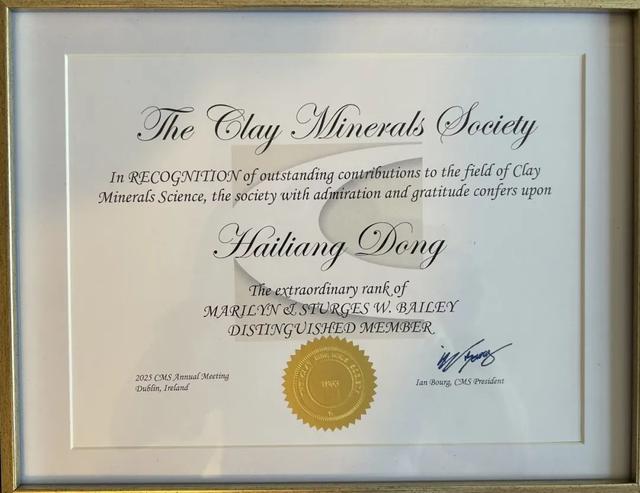 The Clay Minerals Society
In RECOGNITION of outstanding contributions to the field of Clay
Minerals Science, the society with admiration and gratitude confers upon
Hailiang Dong
The extraordinary rank of
MARILYN & STURGES W. BAILEY
DISTINGUISHED MEMBER
2025 CMS Annual Meeting
Dublin, Ireland
Ian Bourg, CMS President